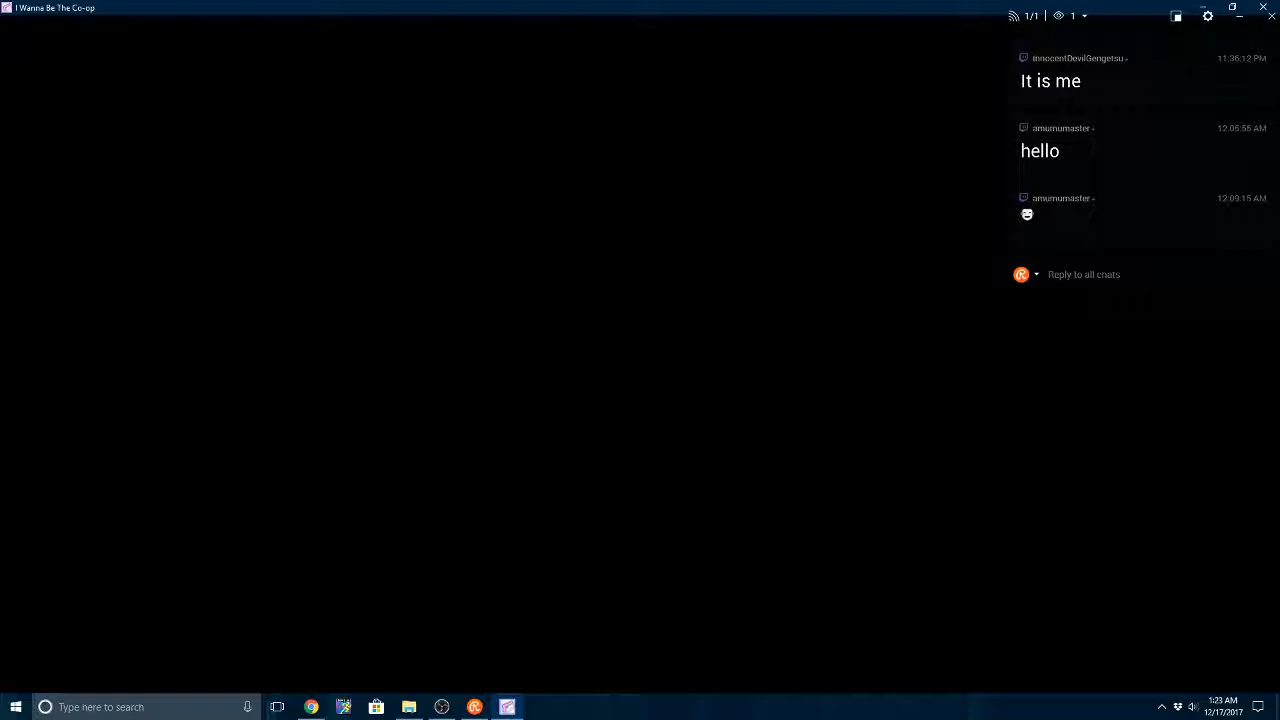 I Wanna Be The Co-op
1/1
1
InnocentDevilGengetsu
11:36:12 PM
It is me
amumumaster
12:05:55 AM
hello
amumumaster
12:09:15 AM
Reply to all chats
Type here to search
1:23 AM
12/17/2017